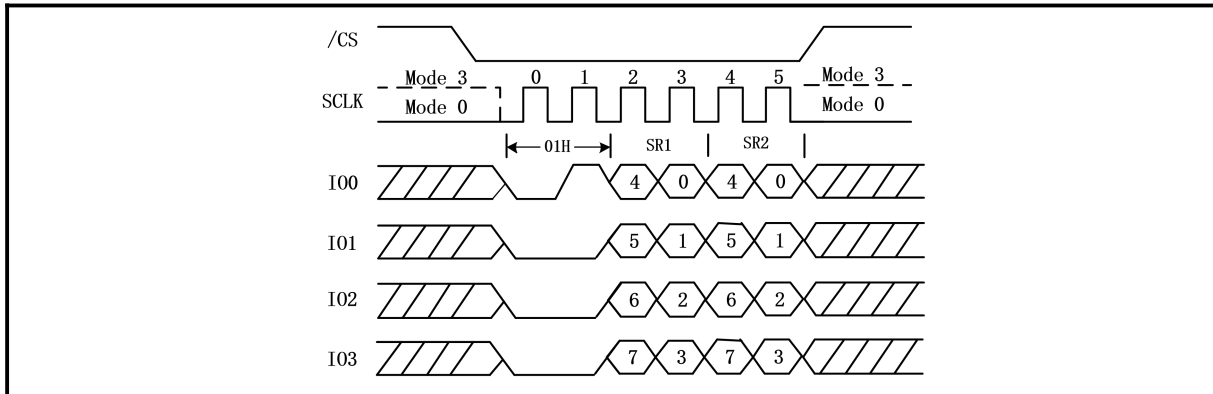 /CS
Mode 3 0 1 2 3 4 5 Mode 3
SCLK Mode 0 Mode 0
01H SR1 SR2
IO0 4 0 4 0
IO1 5 1 5 1
IO2 6 2 6 2
IO3 7 3 7 3